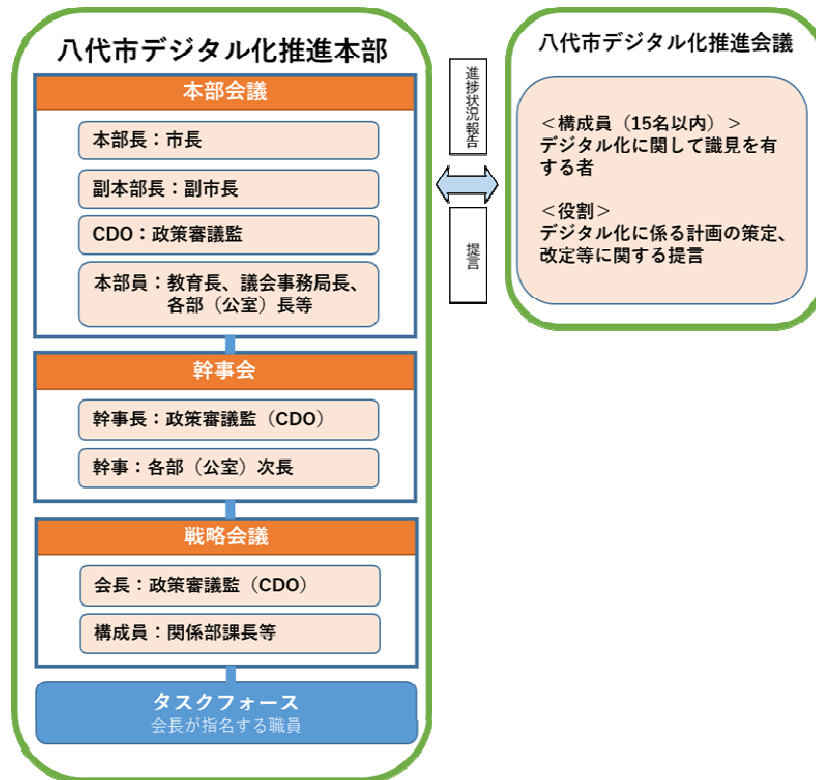 八代市デジタル化推進本部
本部会議
本部長：市長
副本部長：副市長
CDO：政策審議監
本部員：教育長、議会事務局長、
各部（公室）長等
幹事会
幹事長：政策審議監（CDO）
幹事：各部（公室）次長
戦略会議
会長：政策審議監（CDO）
構成員：関係部課長等
タスクフォース
会長が指名する職員
進捗状況報告
提言
八代市デジタル化推進会議
＜構成員（15名以内）＞
デジタル化に関して識見を有
する者
＜役割＞
デジタル化に係る計画の策定、
改定等に関する提言